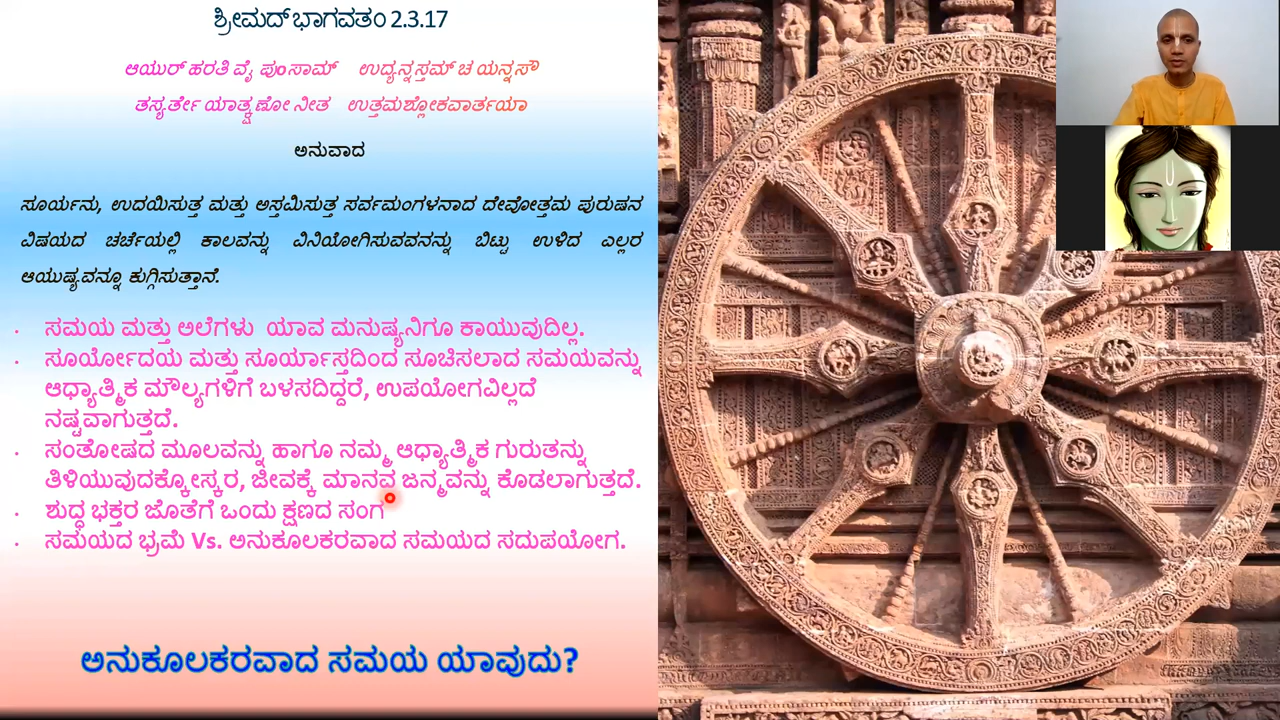 ಶ್ರೀಮದ್ ಭಾಗವತಂ 2.3.17
ಆಯುರ್ ಹರತಿ ವೈ ಪುಂಸಾಮ್ ಉದ್ಯನ್ನಸ್ತಮ್ ಚ ಯನ್ನಸೌ
ತಸ್ಯರ್ತೇ ಯಾತ್ಕ್ಷಣೋ ನೀತ ಉತ್ತಮಶ್ಲೋಕವಾರ್ತಯಾ
ಅನುವಾದ
ಸೂರ್ಯನು, ಉದಯಿಸುತ್ತ ಮತ್ತು ಅಸ್ತಮಿಸುತ್ತ ಸರ್ವಮಂಗಳನಾದ ದೇವೋತ್ತಮ ಪುರುಷನ
ವಿಷಯದ ಚರ್ಚೆಯಲ್ಲಿ ಕಾಲವನ್ನು ವಿನಿಯೋಗಿಸುವವನನ್ನು ಬಿಟ್ಟು ಉಳಿದ ಎಲ್ಲರ
ಆಯುಷ್ಯವನ್ನೂ ಕುಗ್ಗಿಸುತ್ತಾನೆ.
· ಸಮಯ ಮತ್ತು ಅಲೆಗಳು ಯಾವ ಮನುಷ್ಯನಿಗೂ ಕಾಯುವುದಿಲ್ಲ.
· ಸೂರ್ಯೋದಯ ಮತ್ತು ಸೂರ್ಯಾಸ್ತದಿಂದ ಸೂಚಿಸಲಾದ ಸಮಯವನ್ನು
ಆಧ್ಯಾತ್ಮಿಕ ಮೌಲ್ಯಗಳಿಗೆ ಬಳಸದಿದ್ದರೆ, ಉಪಯೋಗವಿಲ್ಲದೆ
ನಷ್ಟವಾಗುತ್ತದೆ.
· ಸಂತೋಷದ ಮೂಲವನ್ನು ಹಾಗೂ ನಮ್ಮ ಆಧ್ಯಾತ್ಮಿಕ ಗುರುತನ್ನು
ತಿಳಿಯುವುದಕ್ಕೋಸ್ಕರ, ಜೀವಕ್ಕೆ ಮಾನವ ಜನ್ಮವನ್ನು ಕೊಡಲಾಗುತ್ತದೆ.
· ಶುದ್ಧ ಭಕ್ತರ ಜೊತೆಗೆ ಒಂದು ಕ್ಷಣದ ಸಂಗ
· ಸಮಯದ ಭ್ರಮೆ Vs. ಅನುಕೂಲಕರವಾದ ಸಮಯದ ಸದುಪಯೋಗ.
ಅನುಕೂಲಕರವಾದ ಸಮಯ ಯಾವುದು?